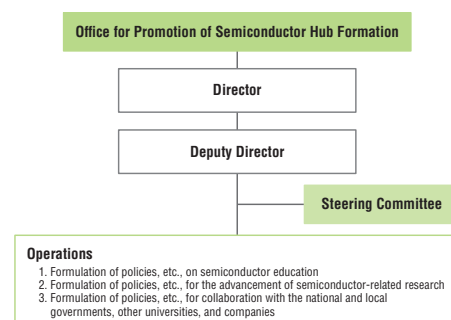 Office for Promotion of Semiconductor Hub Formation
Director
Deputy Director
Steering Committee
Operations
1. Formulation of policies, etc., on semiconductor education
2. Formulation of policies, etc., for the advancement of semiconductor-related research
3. Formulation of policies, etc., for collaboration with the national and local
governments, other universities, and companies